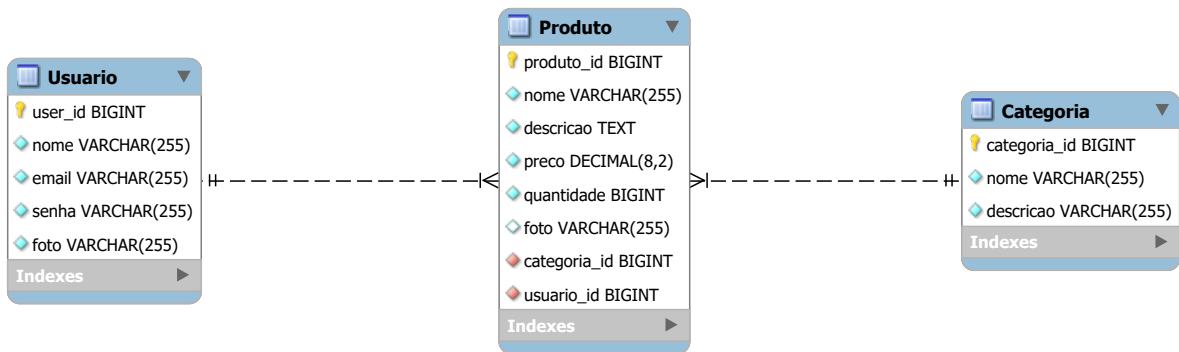 Usuario
user_id BIGINT
nome VARCHAR(255)
email VARCHAR(255)
senha VARCHAR(255)
foto VARCHAR(255)
Indexes
Produto
produto_id BIGINT
nome VARCHAR(255)
descricao TEXT
preco DECIMAL(8,2)
quantidade BIGINT
foto VARCHAR(255)
categoria_id BIGINT
usuario_id BIGINT
Indexes
Categoria
categoria_id BIGINT
nome VARCHAR(255)
descricao VARCHAR(255)
Indexes